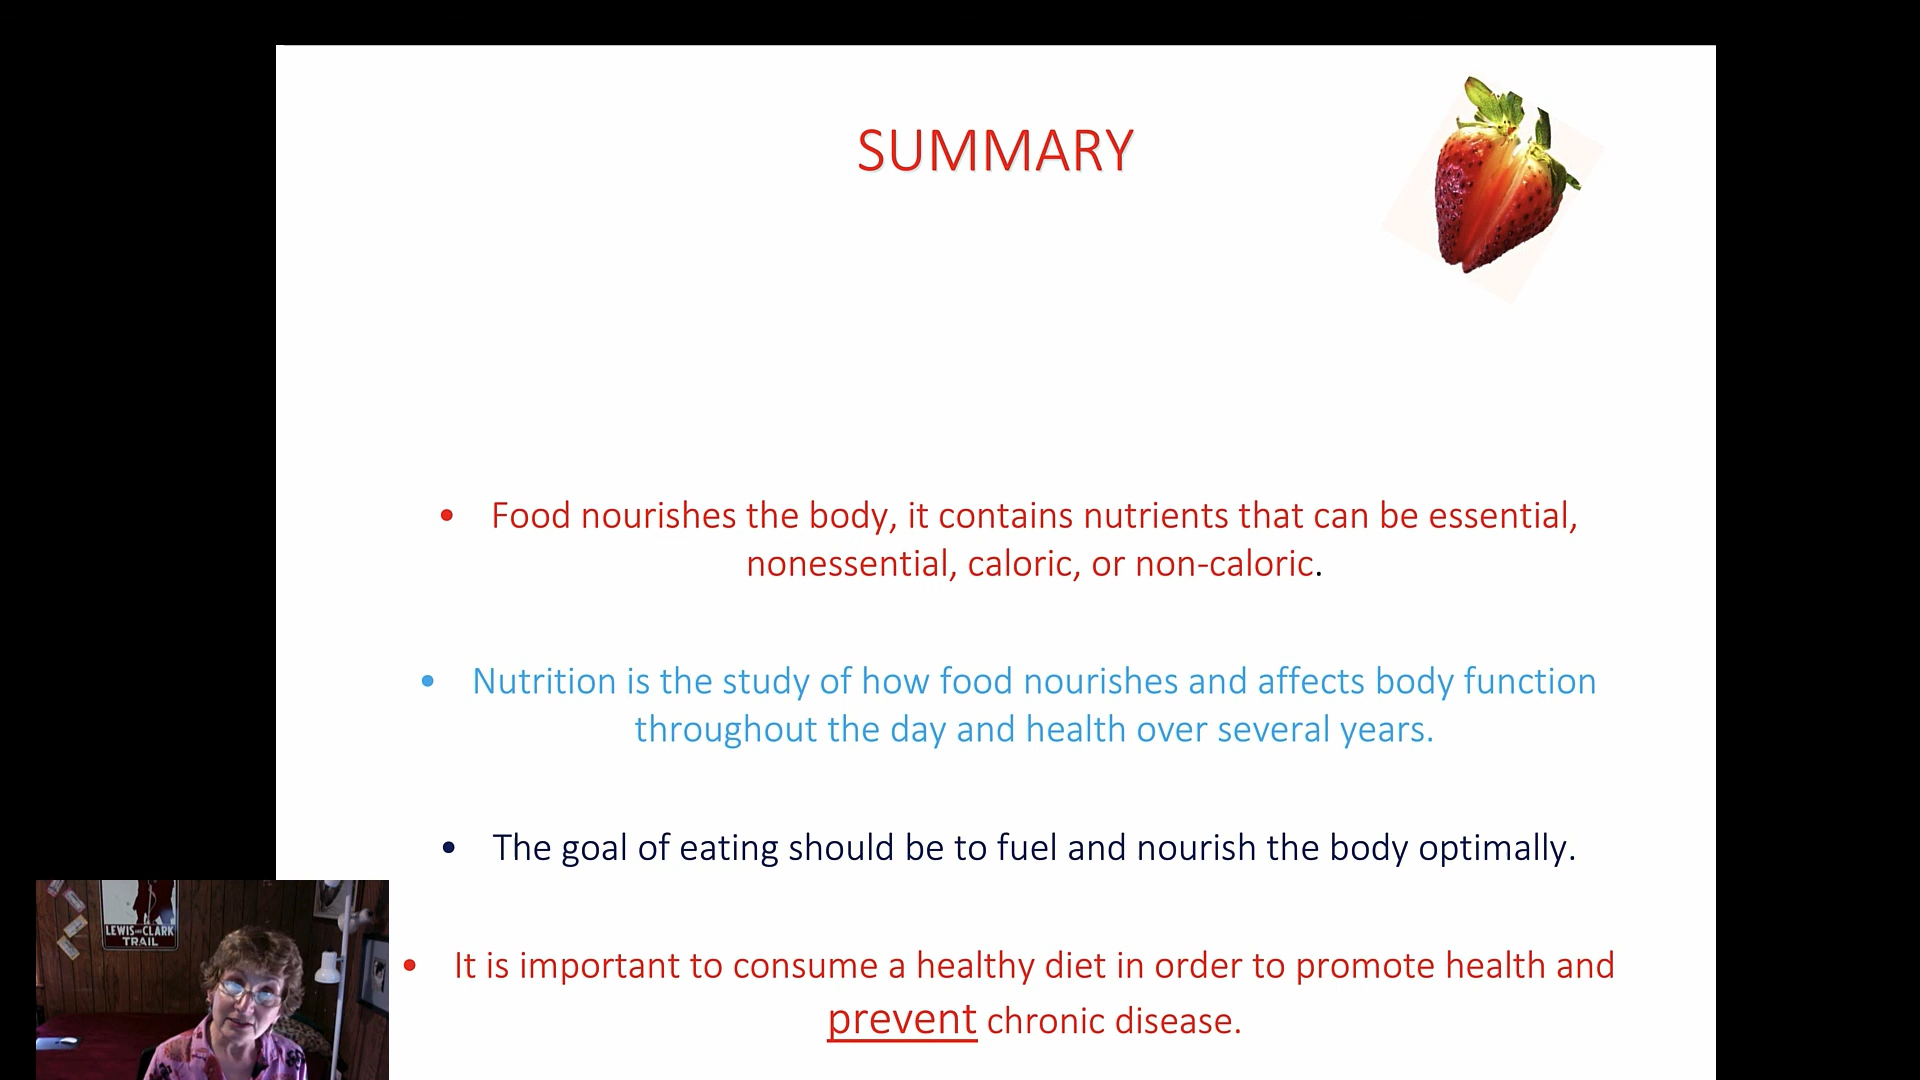 SUMMARY
• Food nourishes the body, it contains nutrients that can be essential,
nonessential, caloric, or non-caloric.
• Nutrition is the study of how food nourishes and affects body function
throughout the day and health over several years.
• The goal of eating should be to fuel and nourish the body optimally.
• It is important to consume a healthy diet in order to promote health and
prevent chronic disease.
LEWIS AND CLARK
TRAIL